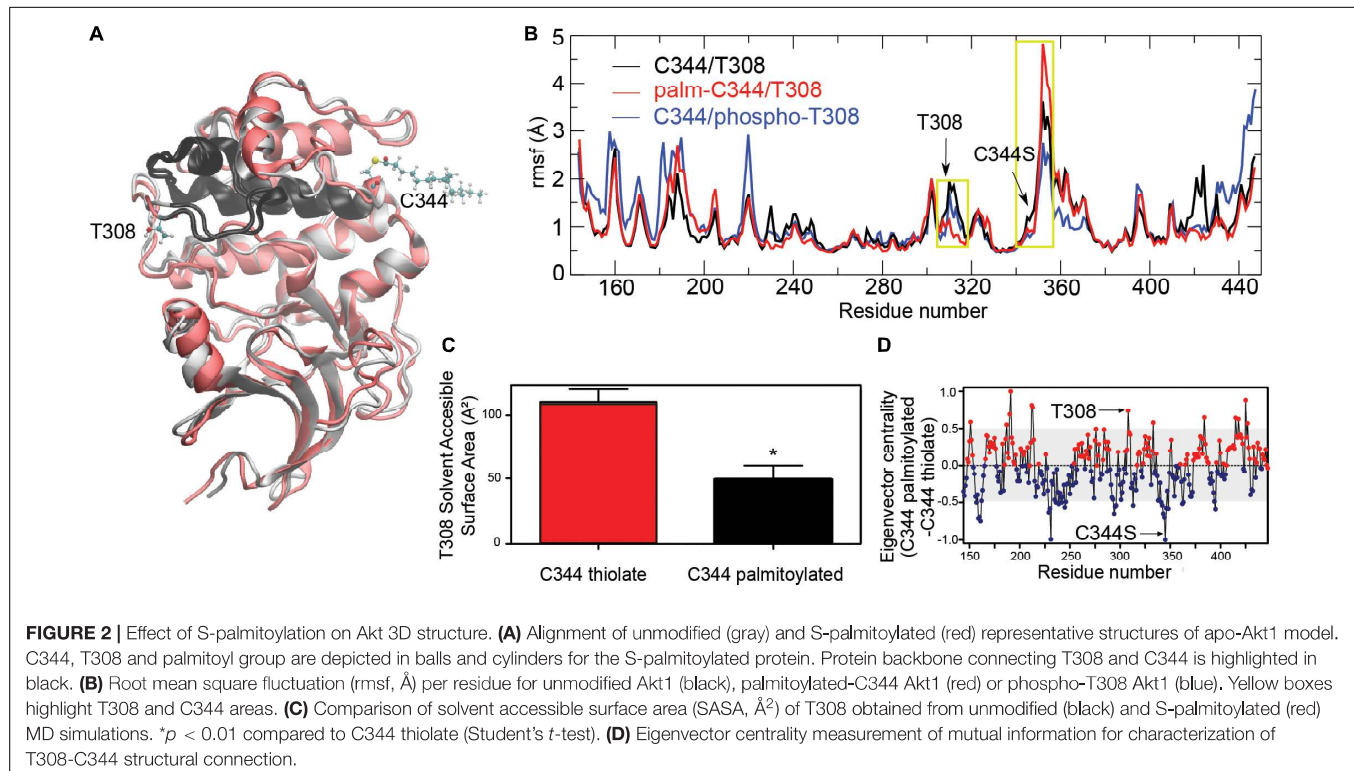 A
T308
C344
B
5
4
3
2
1
0
rmsf (Å)
C344/T308
palm-C344/T308
C344/phospho-T308
T308
C344S
160 200 240 280 320 360 400 440
Residue number
C
T308 Solvent Accesible
Surface Area (A²)
100
50
0
*
C344 thiolate
C344 palmitoylated
D
Eigenvector centrality
(C344 palmitoylated
-C344 thiolate)
1.0
0.5
0.0
-0.5
-1.0
T308
C344S
150 200 250 300 350 400
Residue number
FIGURE 2 | Effect of S-palmitoylation on Akt 3D structure. (A) Alignment of unmodified (gray) and S-palmitoylated (red) representative structures of apo-Akt1 model.
C344, T308 and palmitoyl group are depicted in balls and cylinders for the S-palmitoylated protein. Protein backbone connecting T308 and C344 is highlighted in
black. (B) Root mean square fluctuation (rmsf, Å) per residue for unmodified Akt1 (black), palmitoylated-C344 Akt1 (red) or phospho-T308 Akt1 (blue). Yellow boxes
highlight T308 and C344 areas. (C) Comparison of solvent accessible surface area (SASA, Å²) of T308 obtained from unmodified (black) and S-palmitoylated (red)
MD simulations. *p < 0.01 compared to C344 thiolate (Student's t-test). (D) Eigenvector centrality measurement of mutual information for characterization of
T308-C344 structural connection.